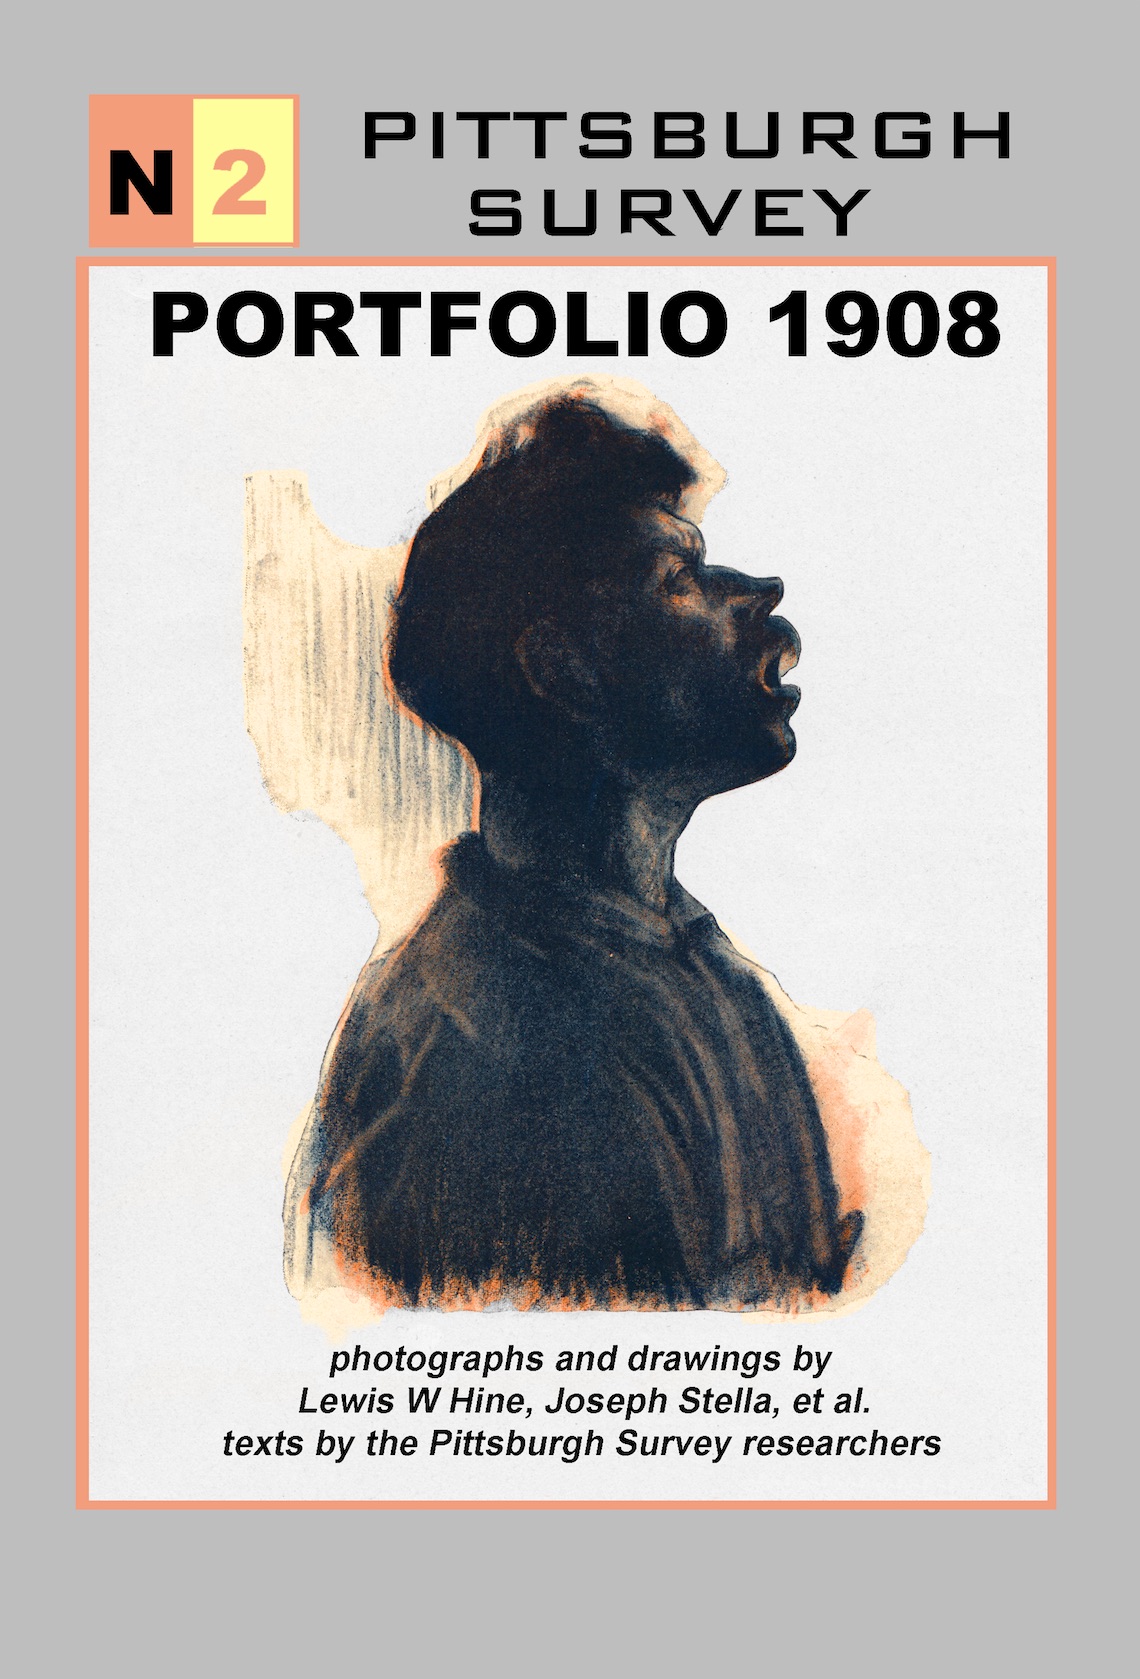 N 2
PITTSBURGH
SURVEY
PORTFOLIO 1908
photographs and drawings by
Lewis W Hine, Joseph Stella, et al.
texts by the Pittsburgh Survey researchers